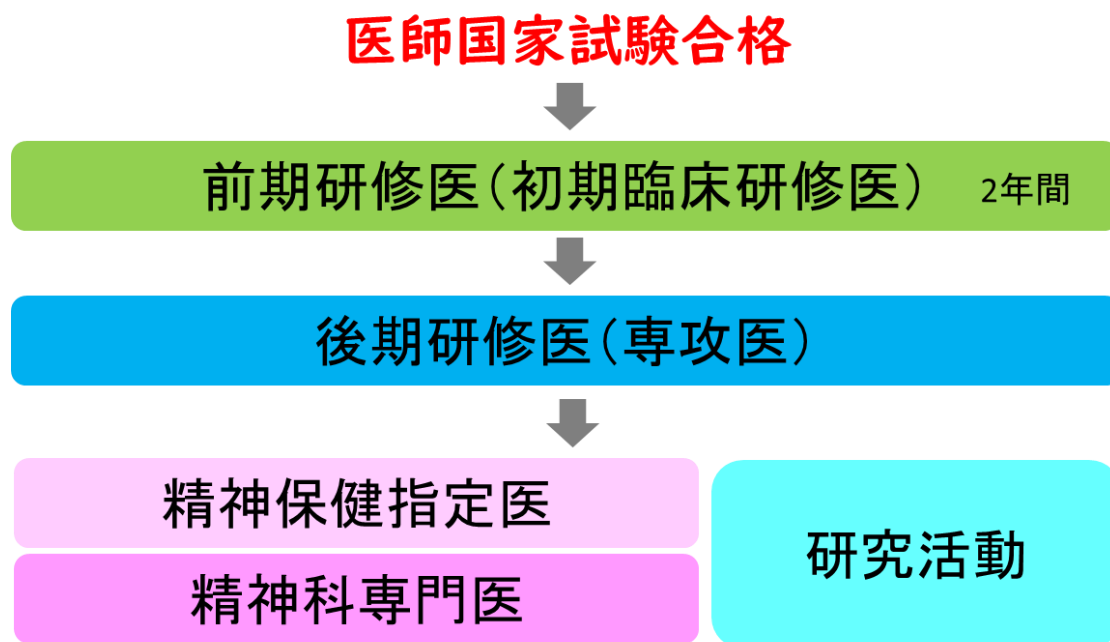 医師国家試験合格
前期研修医(初期臨床研修医) 2年間
後期研修医(専攻医)
精神保健指定医
精神科専門医
研究活動